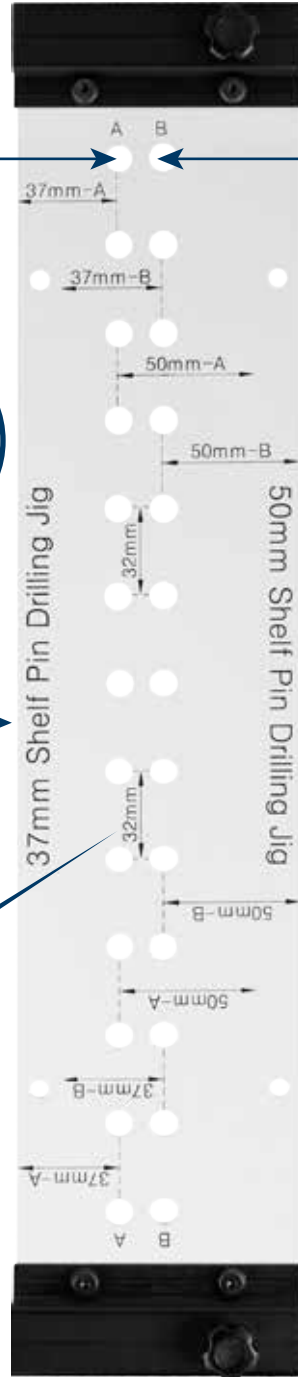 A B
37mm-A
37mm-B
50mm-A
50mm-B
32mm
37mm Shelf Pin Drilling Jig
50mm Shelf Pin Drilling Jig
32mm
50mm-B
50mm-A
37mm-B
37mm-A
A B